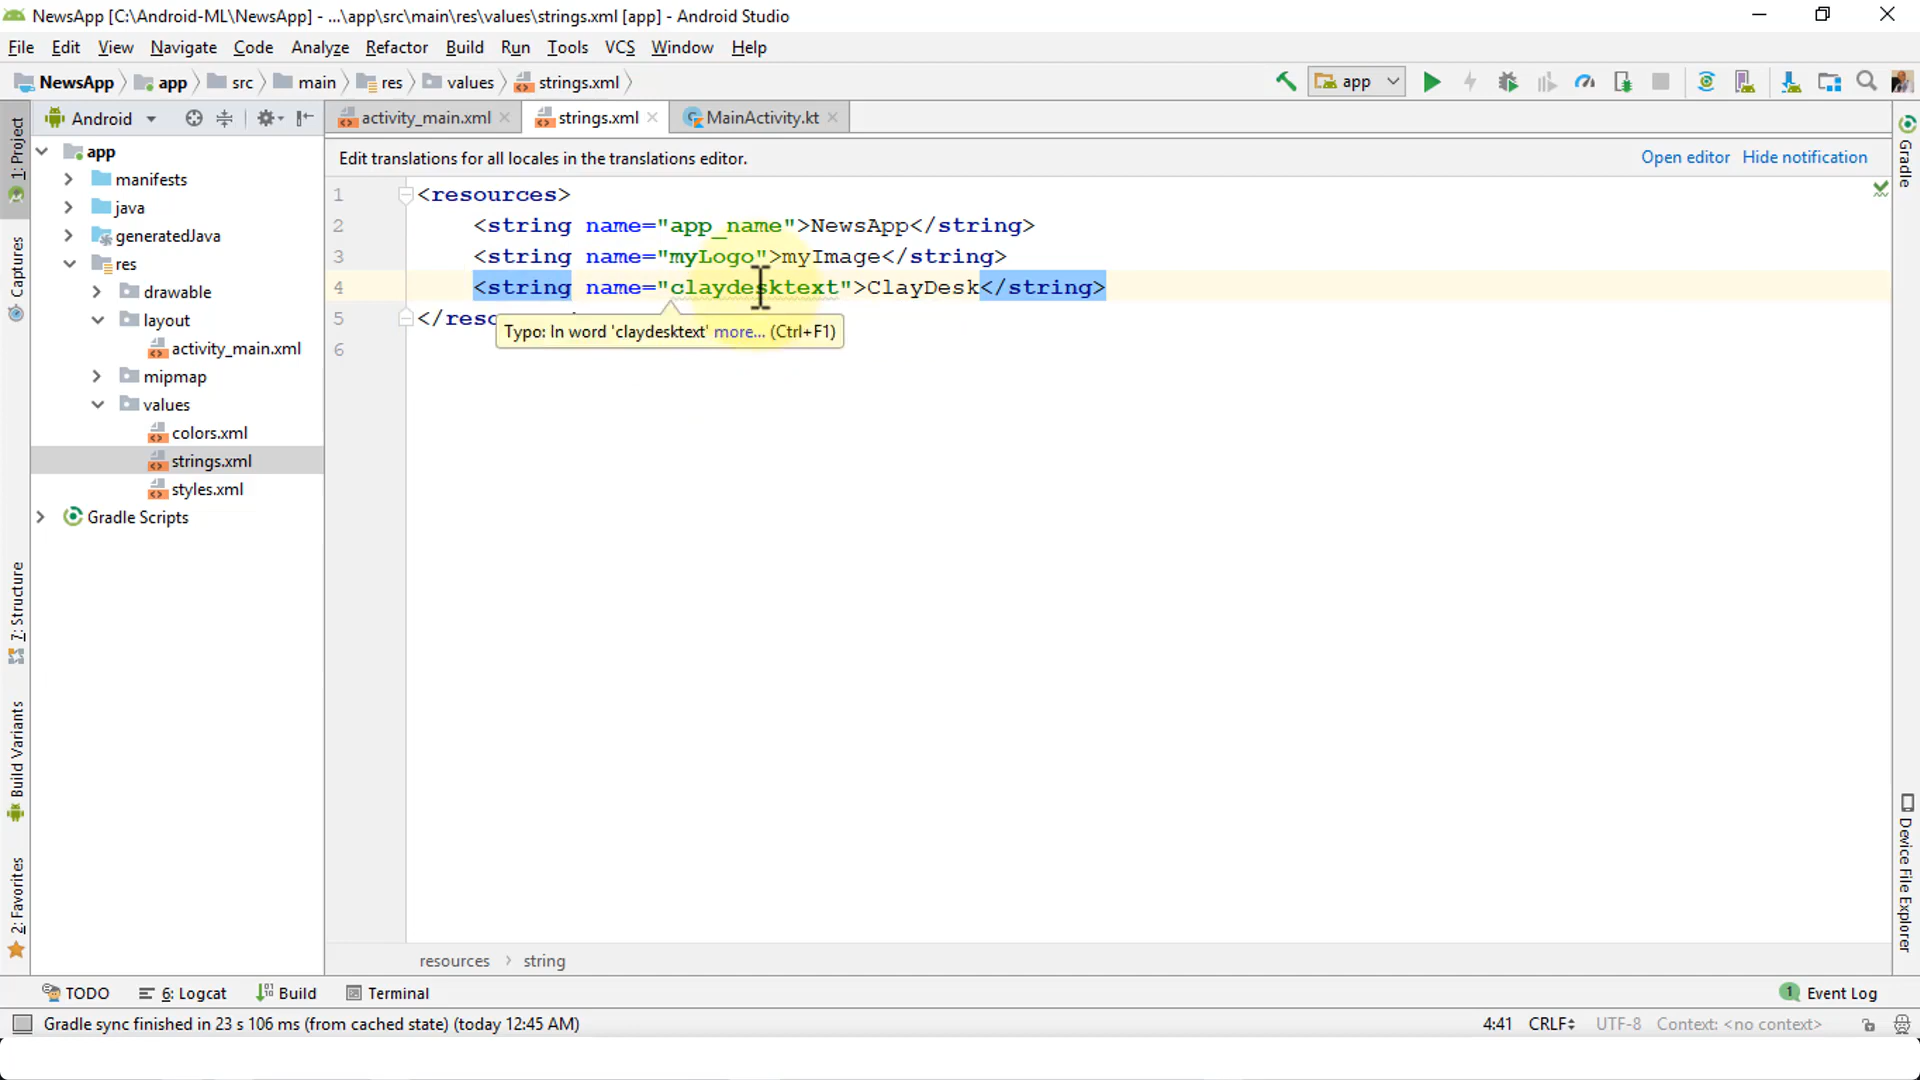 NewsApp [C:\Android-ML\NewsApp] - ...\app\src\main\res\values\strings.xml [app] - Android Studio
File Edit View Navigate Code Analyze Refactor Build Run Tools VCS Window Help
NewsApp app src main res values strings.xml app
Android activity_main.xml strings.xml MainActivity.kt
Edit translations for all locales in the translations editor. Open editor Hide notification
1: Project
Captures
7: Structure
Build Variants
2: Favorites
app
manifests
java
generatedJava
res
drawable
layout
activity_main.xml
mipmap
values
colors.xml
strings.xml
styles.xml
Gradle Scripts
1 <resources>
2 <string name="app_name">NewsApp</string>
3 <string name="myLogo">myImage</string>
4 <string name="claydesktext">ClayDesk</string>
5 </reso
Typo: In word 'claydesktext' more... (Ctrl+F1)
6
Gradle
Device File Explorer
resources › string
TODO 6: Logcat Build Terminal 1 Event Log
Gradle sync finished in 23 s 106 ms (from cached state) (today 12:45 AM) 4:41 CRLF UTF-8 Context: <no context>